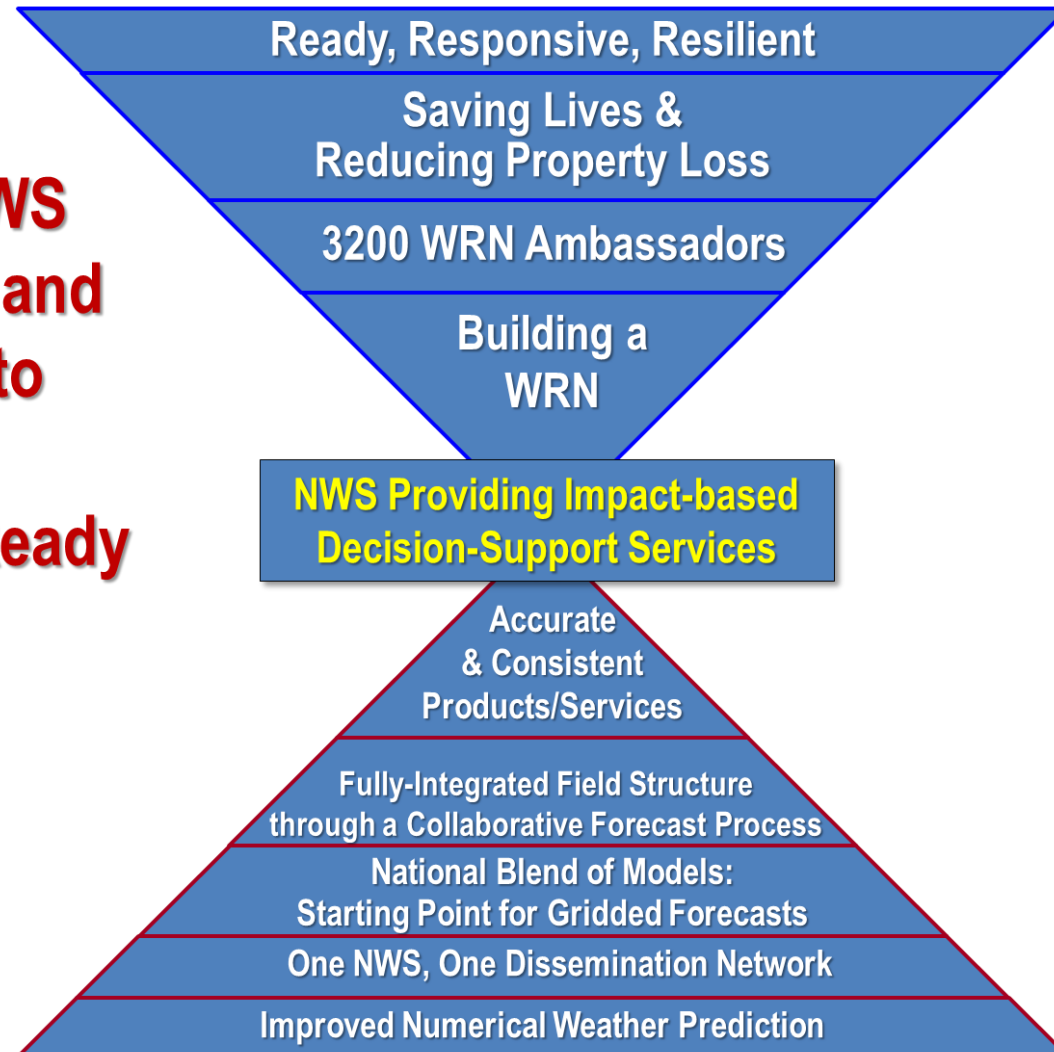 Ready, Responsive, Resilient
Saving Lives &
Reducing Property Loss
3200 WRN Ambassadors
Building a
WRN
NWS Providing Impact-based
Decision-Support Services
Accurate
& Consistent
Products/Services
Fully-Integrated Field Structure
through a Collaborative Forecast Process
National Blend of Models:
Starting Point for Gridded Forecasts
One NWS, One Dissemination Network
Improved Numerical Weather Prediction
and
to